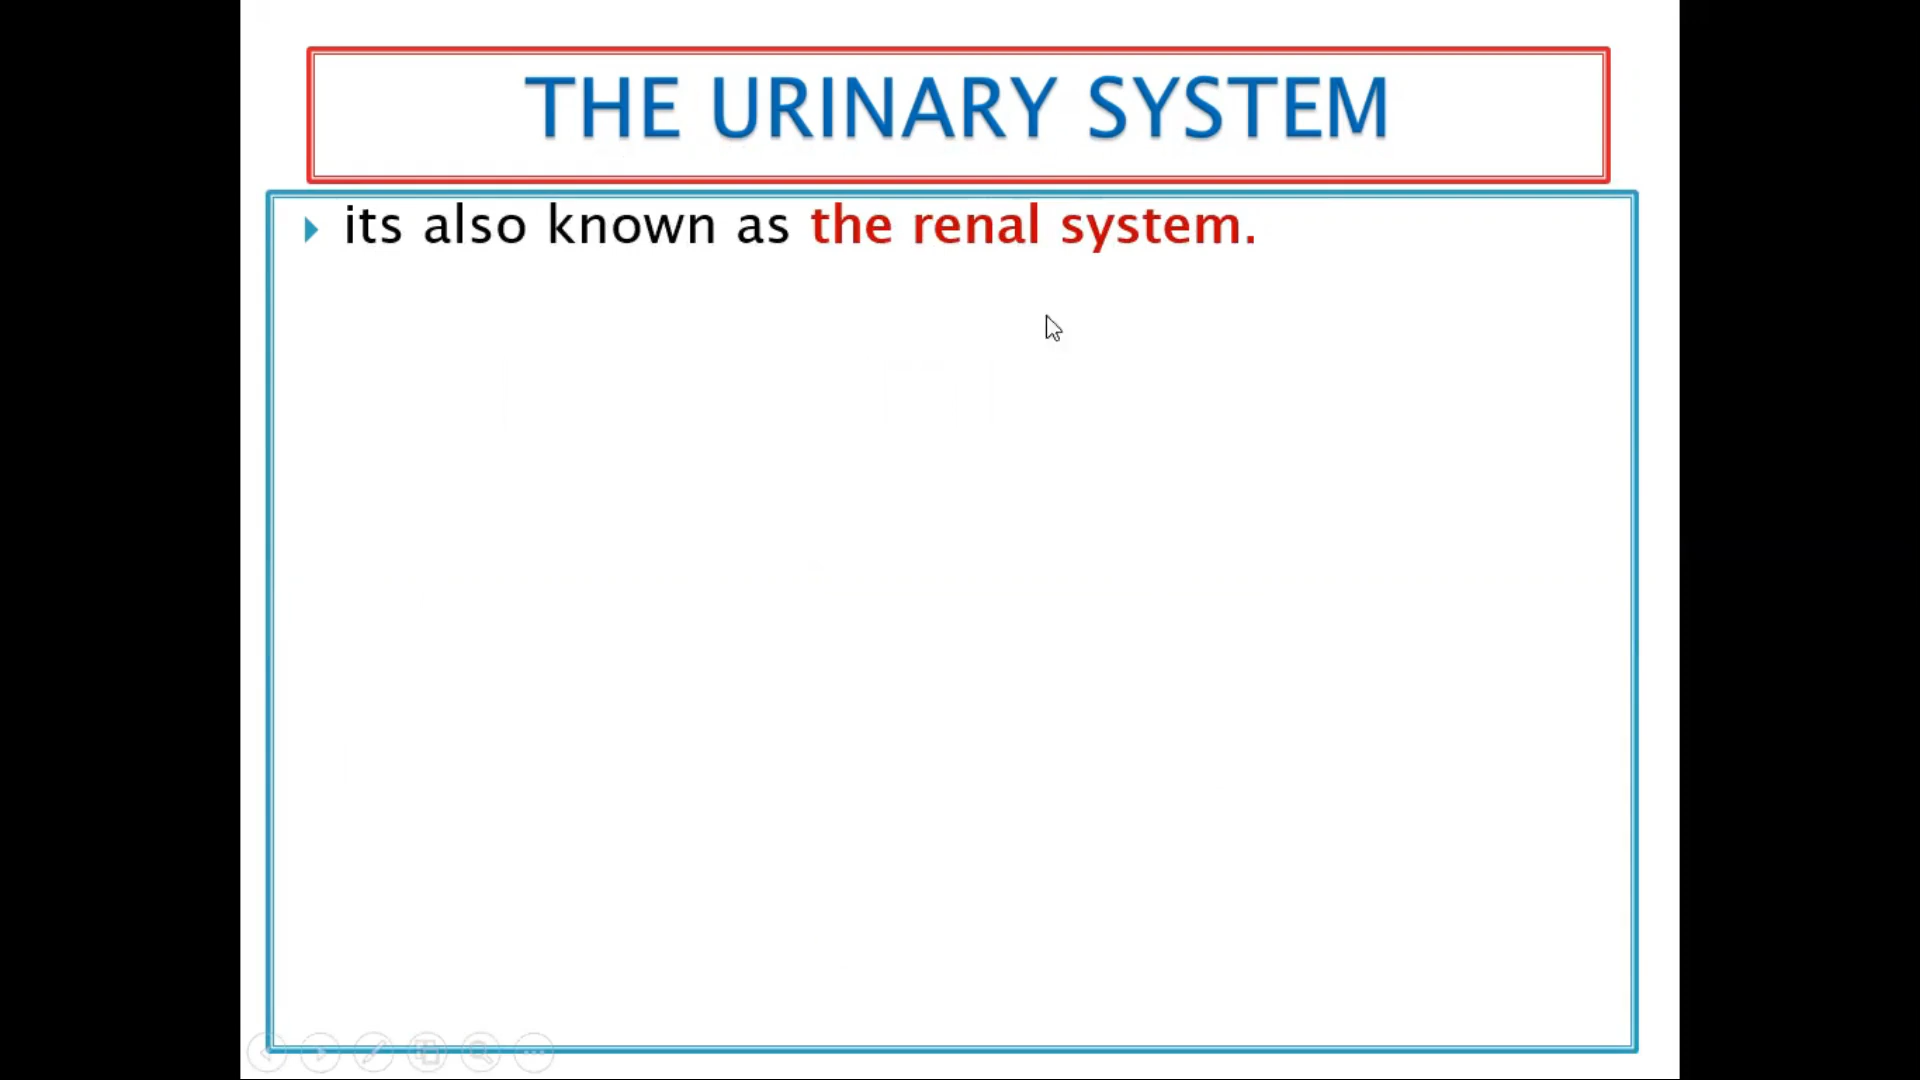 THE URINARY SYSTEM
its also known as the renal system.